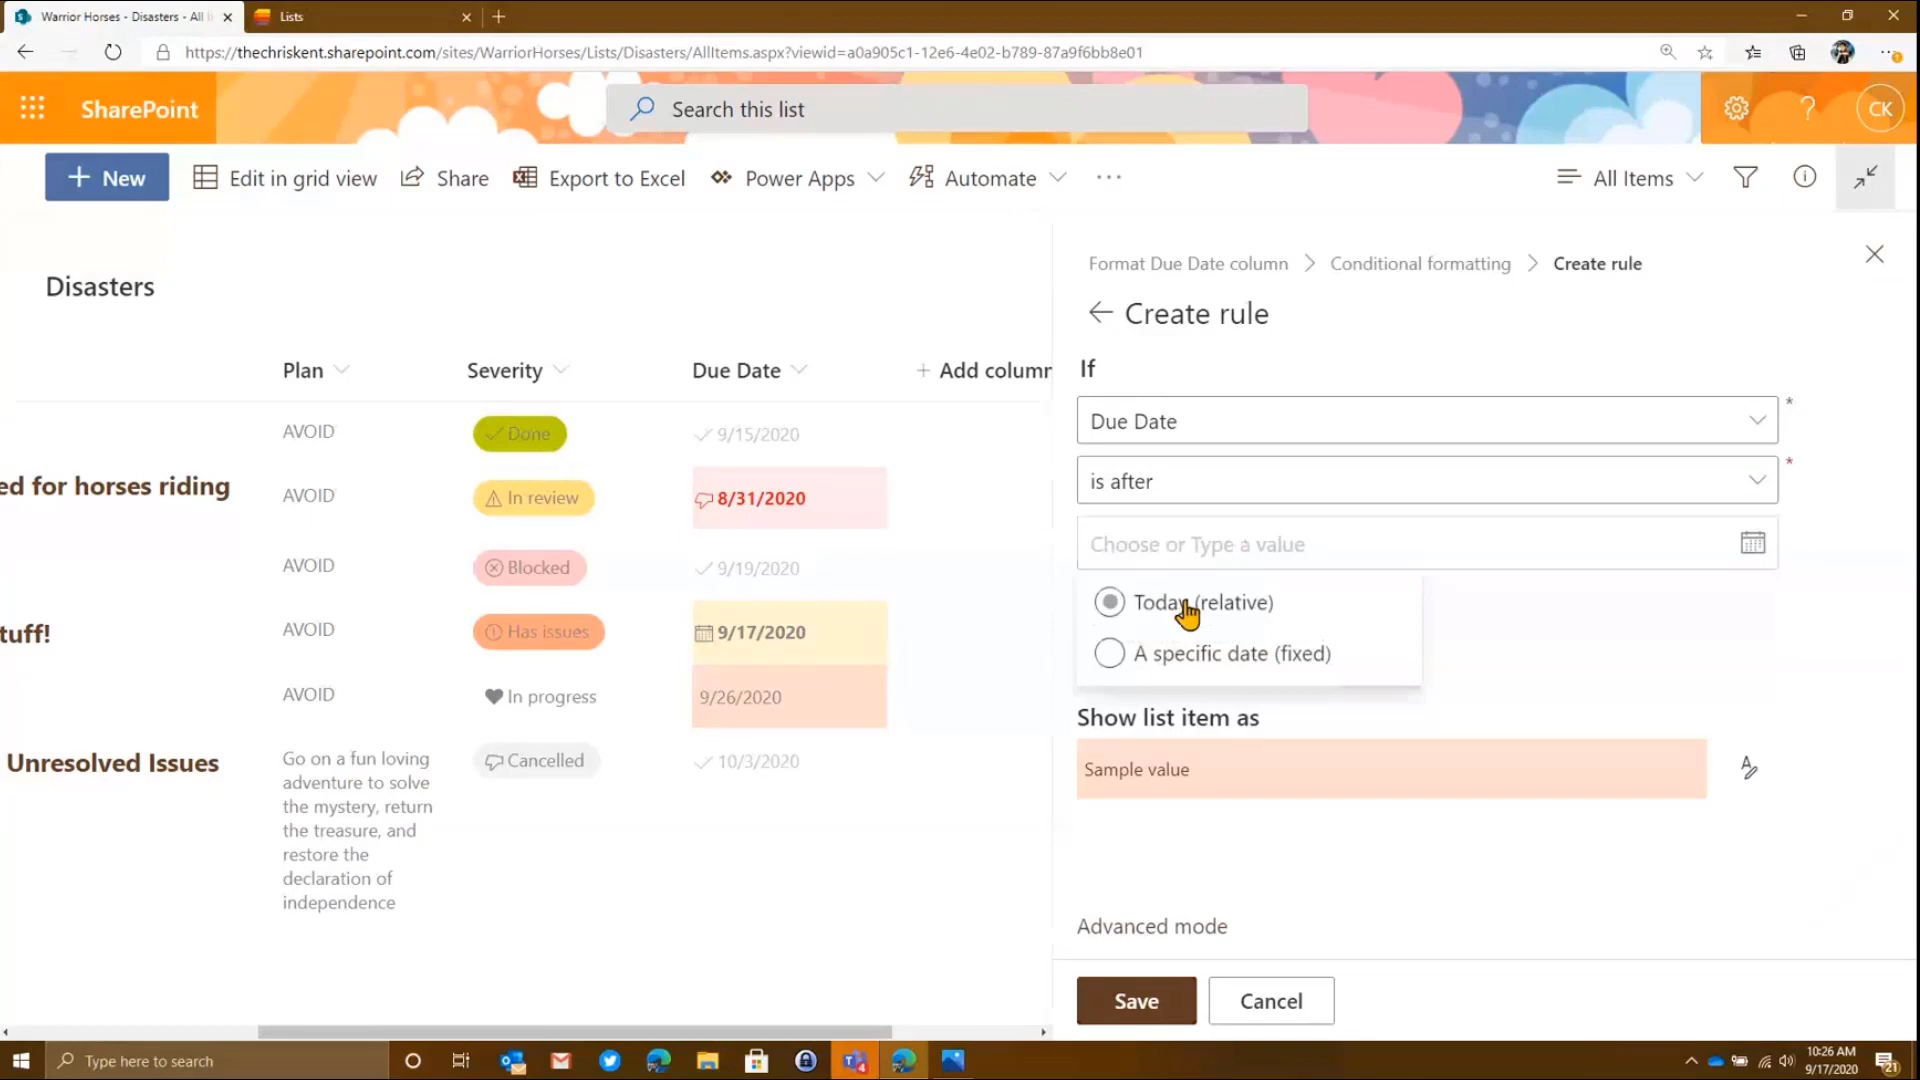 Warrior Horses - Disasters - All
Lists
https://thechriskent.sharepoint.com/sites/WarriorHorses/Lists/Disasters/AllItems.aspx?viewid=a0a905c1-12e6-4e02-b789-87a9f6bb8e01
SharePoint
Search this list
CK
New
Edit in grid view
Share
Export to Excel
Power Apps
Automate
All Items
Disasters
Plan
Severity
Due Date
Add column
AVOID
Done
9/15/2020
ed for horses riding
AVOID
In review
8/31/2020
AVOID
Blocked
9/19/2020
tuff!
AVOID
Has issues
9/17/2020
AVOID
In progress
9/26/2020
Unresolved Issues
Go on a fun loving
adventure to solve
the mystery, return
the treasure, and
restore the
declaration of
independence
Cancelled
10/3/2020
Format Due Date column > Conditional formatting > Create rule
Create rule
If
Due Date
*
is after
*
Choose or Type a value
Today (relative)
A specific date (fixed)
Show list item as
Sample value
Advanced mode
Save
Cancel
Type here to search
4
10:26 AM
9/17/2020
21